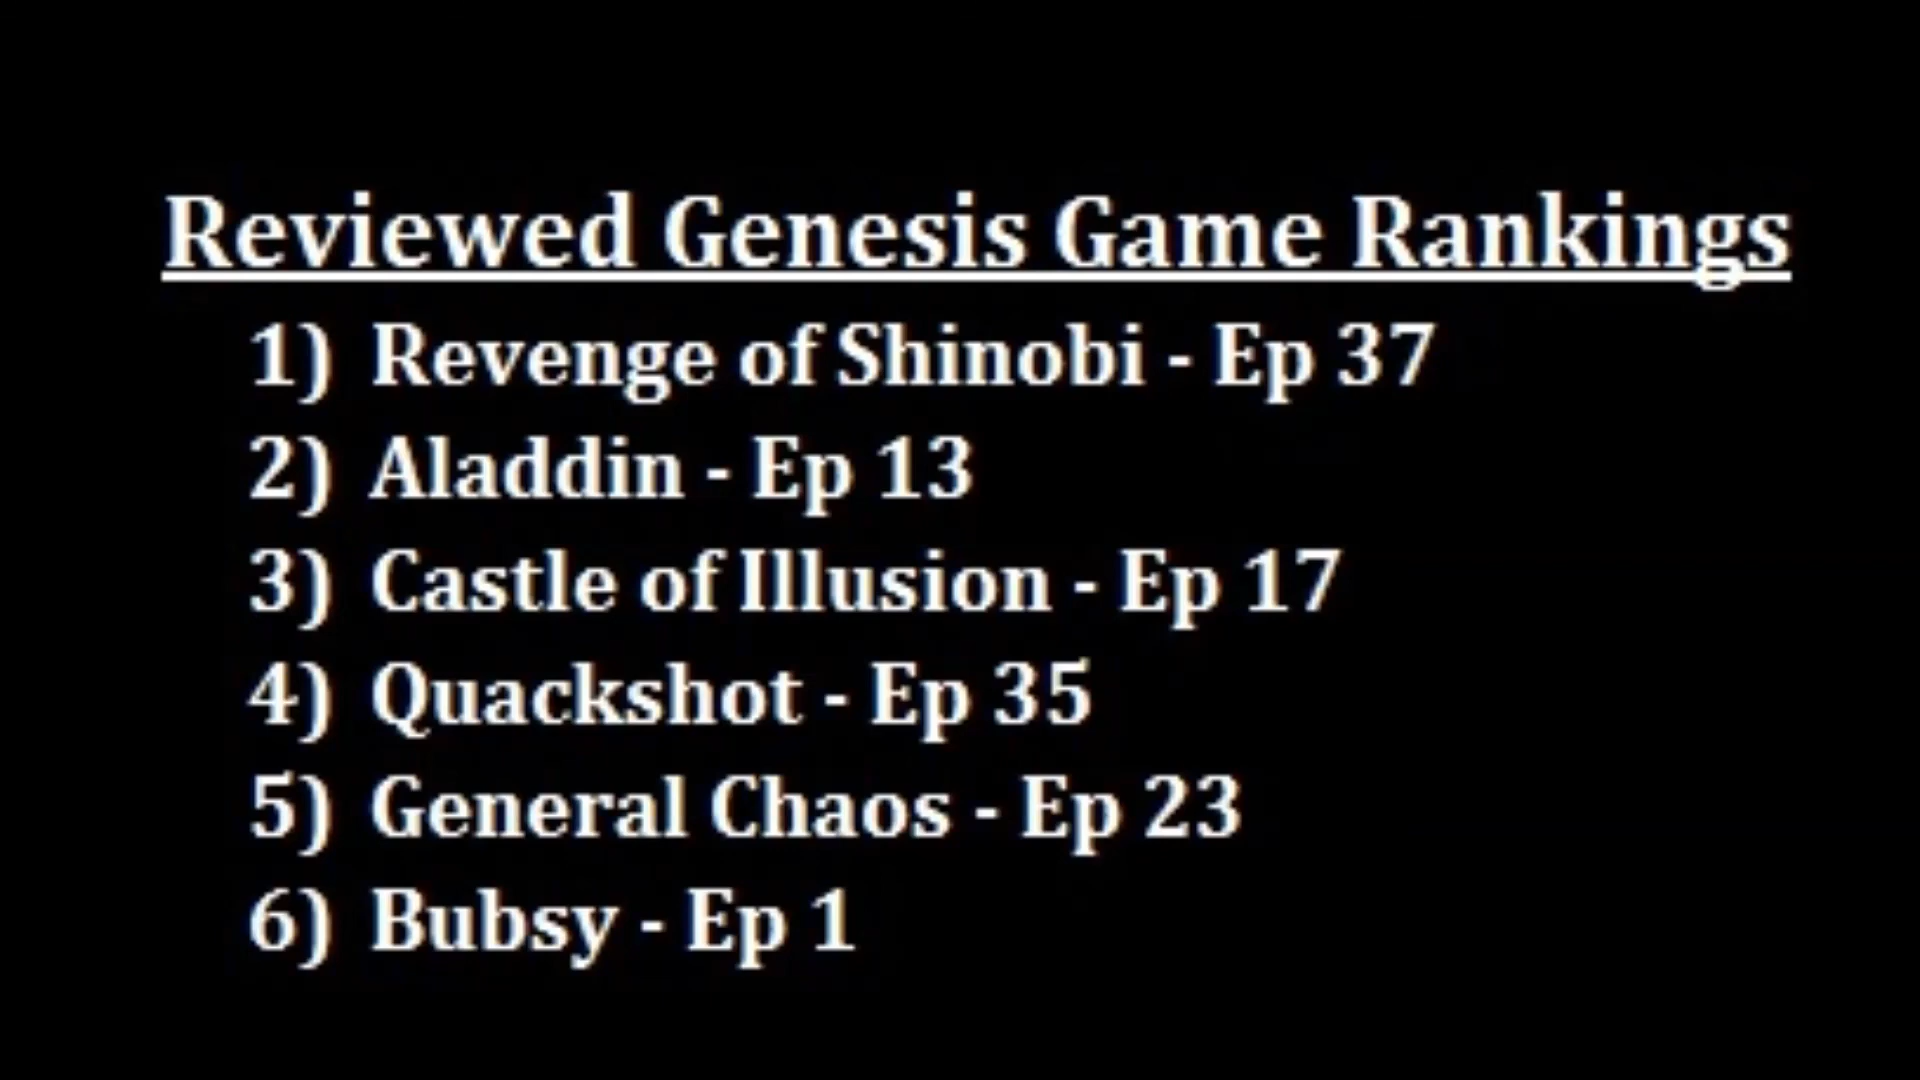 Reviewed Genesis Game Rankings
1) Revenge of Shinobi - Ep 37
2) Aladdin - Ep 13
3) Castle of Illusion - Ep 17
4) Quackshot - Ep 35
5) General Chaos - Ep 23
6) Bubsy - Ep 1